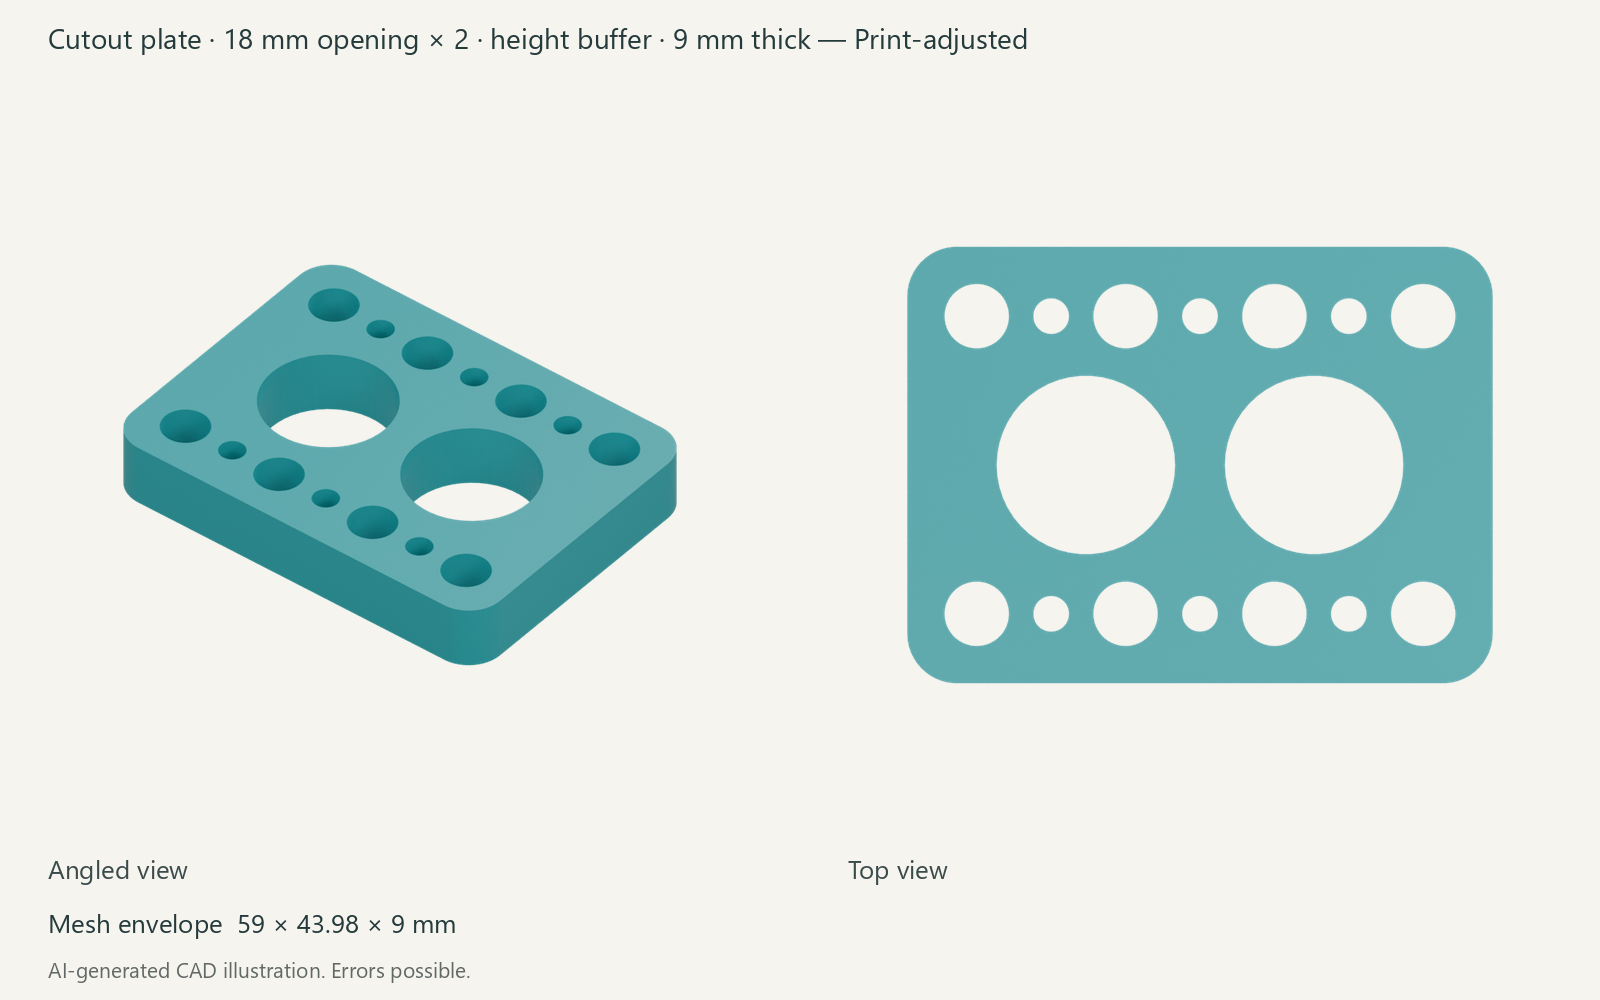 Cutout plate · 18 mm opening × 2 · height buffer · 9 mm thick — Print-adjusted
Angled view
Top view
Mesh envelope 59 × 43.98 × 9 mm
AI-generated CAD illustration. Errors possible.